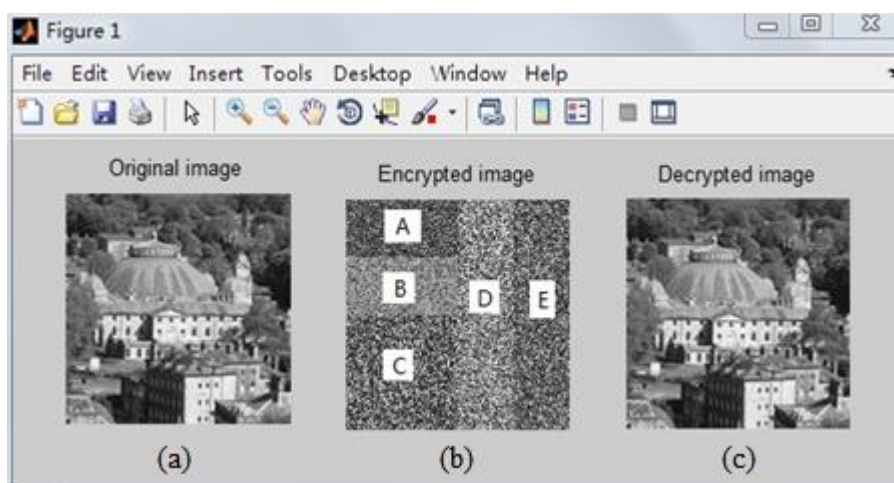 Figure 1
File Edit View Insert Tools Desktop Window Help
Original image
Encrypted image
Decrypted image
A
B
D
E
C
(a)
(b)
(c)